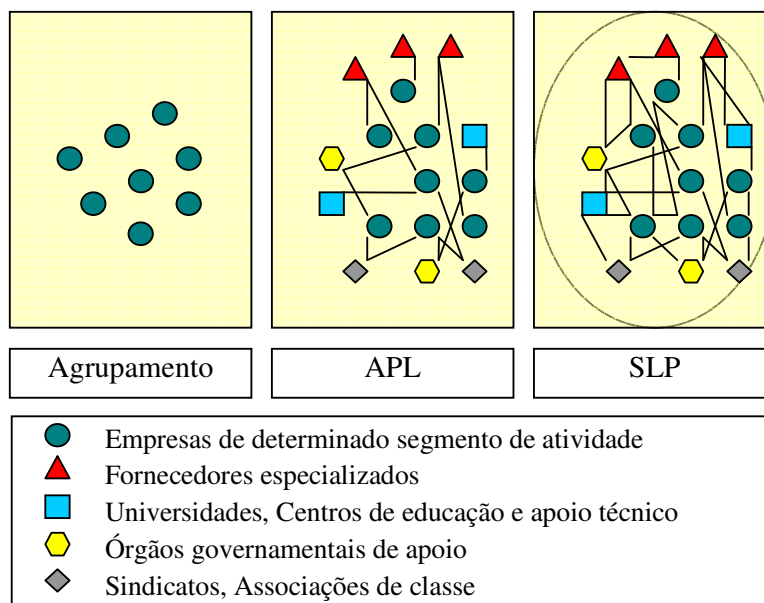 Agrupamento
APL
SLP
Empresas de determinado segmento de atividade
Fornecedores especializados
Universidades, Centros de educação e apoio técnico
Órgãos governamentais de apoio
Sindicatos, Associações de classe